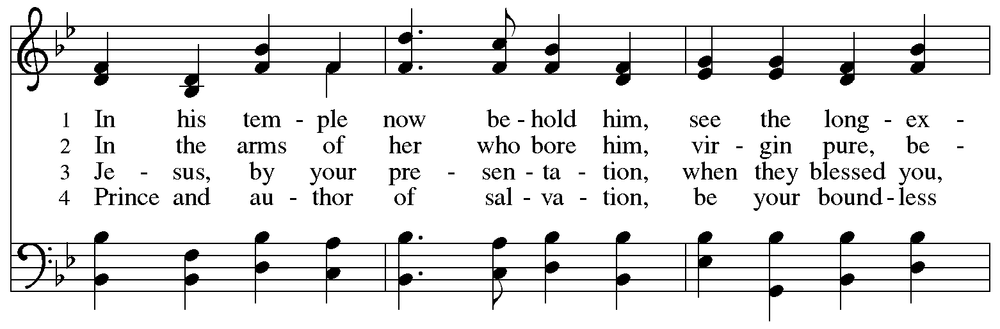 1 In his tem - ple now be - hold him, see the long - ex -
2 In the arms of her who bore him, vir - gin pure, be -
3 Je - sus, by your pre - sen - ta - tion, when they blessed you,
4 Prince and au - thor of sal - va - tion, be your bound - less